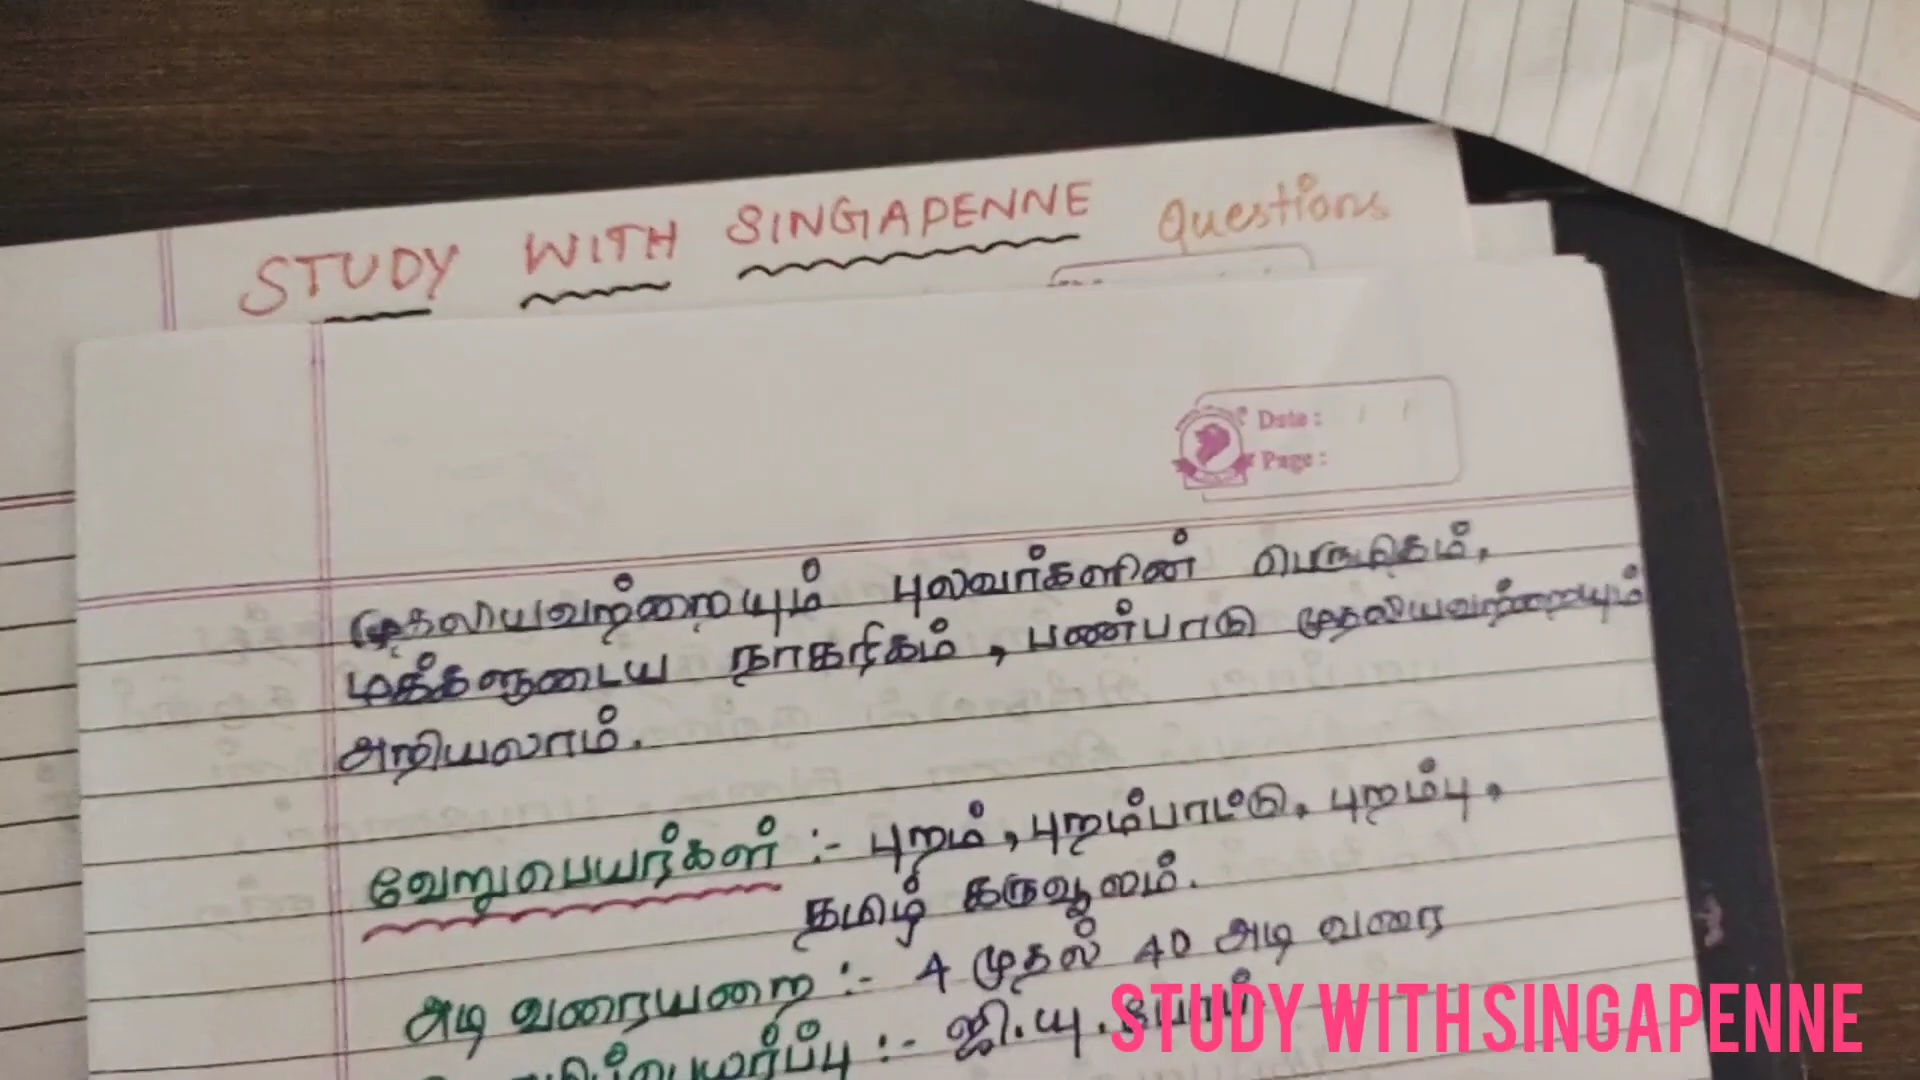 STUDY WITH SINGAPENNE Questions
Date :
Page :
முதலியவற்றையும் புலவர்களின் பெருமிதம்,
மக்களுடைய நாகரிகம், பண்பாடு முதலியவற்றையும்
அறியலாம்.
வேறுபெயர்கள் :- புறம், புறம்பாட்டு, புறம்பு,
தமிழ் கருவூலம்.
அடி வரையறை :- 4 முதல் 40 அடி வரை
:- ஜி.யு.போப்
STUDY WITH SINGAPENNE